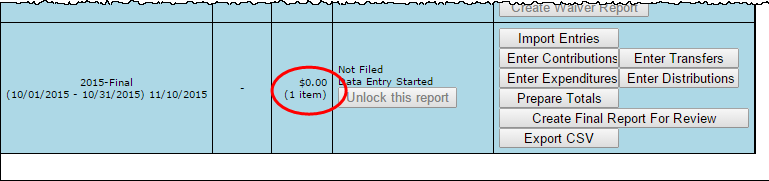 Create Waiver Report
2015-Final
(10/01/2015 - 10/31/2015) 11/10/2015
-
$0.00
(1 item)
Not Filed
Data Entry Started
Unlock this report
Import Entries
Enter Contributions Enter Transfers
Enter Expenditures Enter Distributions
Prepare Totals
Create Final Report For Review
Export CSV